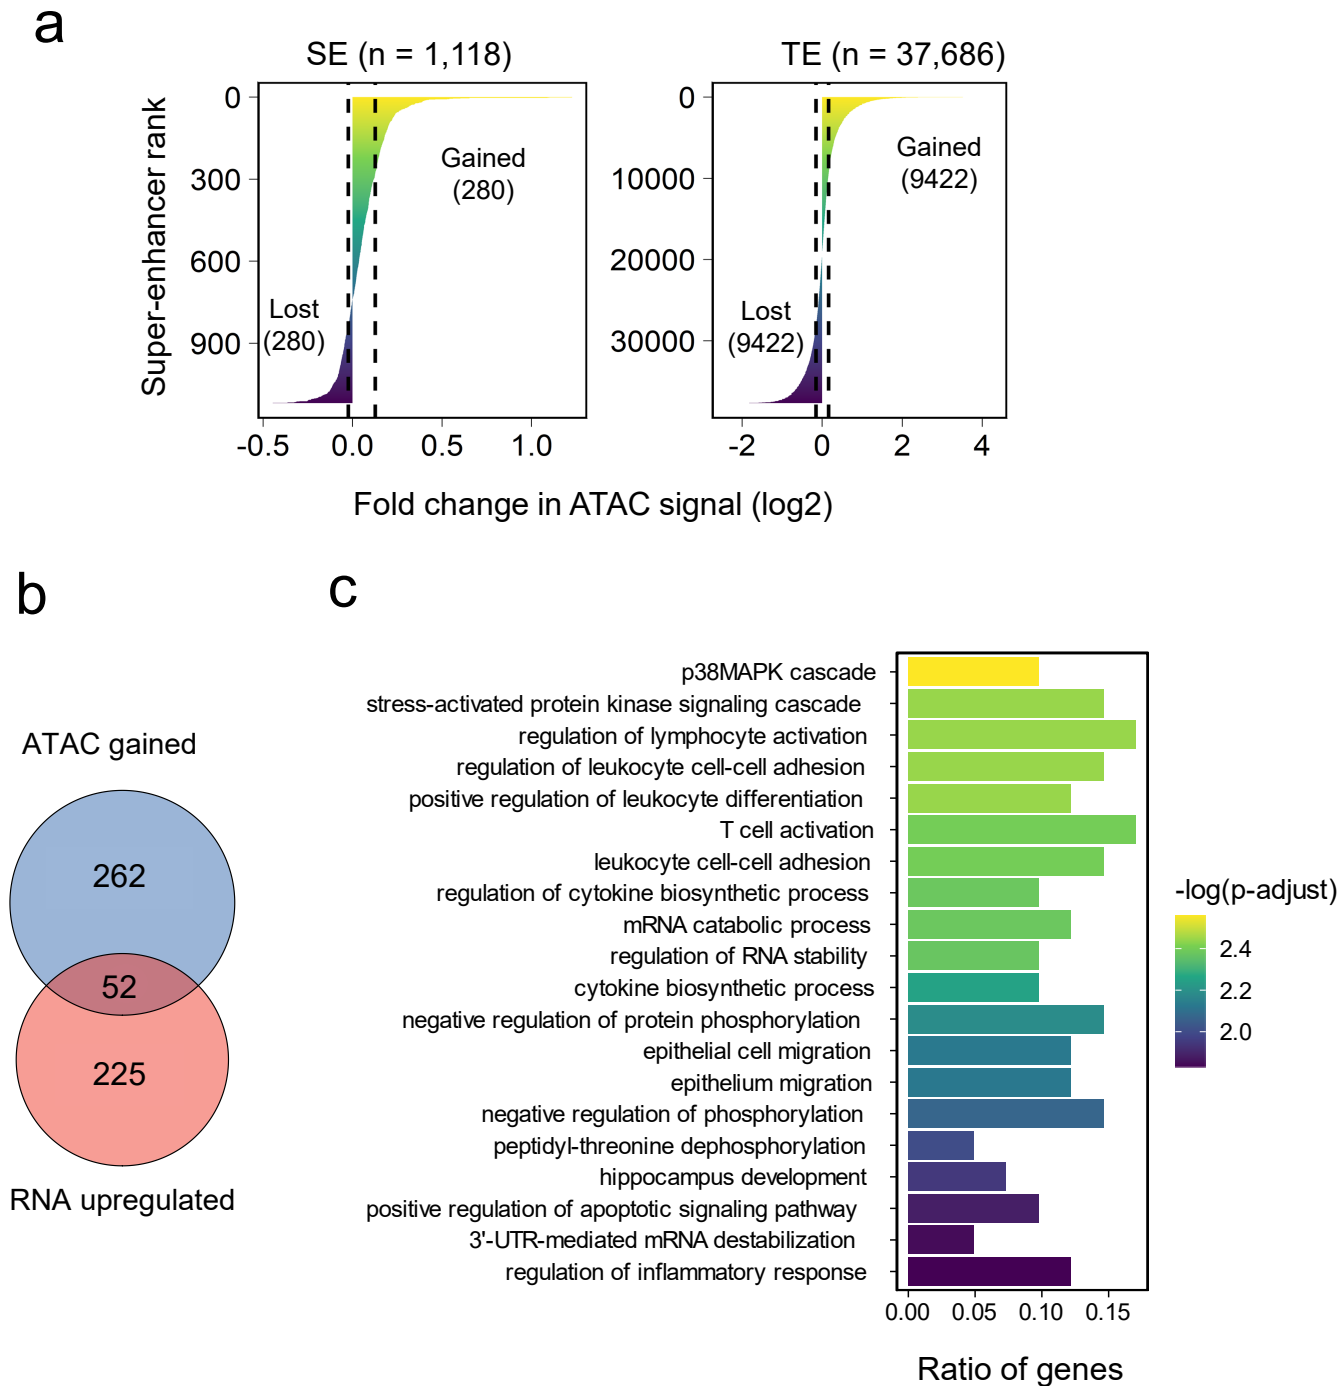 a
SE (n = 1,118)
TE (n = 37,686)
Super-enhancer rank
0
300
600
900
Gained
(280)
Lost
(280)
-0.5
0.0
0.5
1.0
0
10000
20000
30000
Gained
(9422)
Lost
(9422)
-2
0
2
4
Fold change in ATAC signal (log2)
b
ATAC gained
262
52
225
RNA upregulated
c
p38MAPK cascade
stress-activated protein kinase signaling cascade
regulation of lymphocyte activation
regulation of leukocyte cell-cell adhesion
positive regulation of leukocyte differentiation
T cell activation
leukocyte cell-cell adhesion
regulation of cytokine biosynthetic process
mRNA catabolic process
regulation of RNA stability
cytokine biosynthetic process
negative regulation of protein phosphorylation
epithelial cell migration
epithelium migration
negative regulation of phosphorylation
peptidyl-threonine dephosphorylation
hippocampus development
positive regulation of apoptotic signaling pathway
3'-UTR-mediated mRNA destabilization
regulation of inflammatory response
0.00
0.05
0.10
0.15
Ratio of genes
-log(p-adjust)
2.4
2.2
2.0